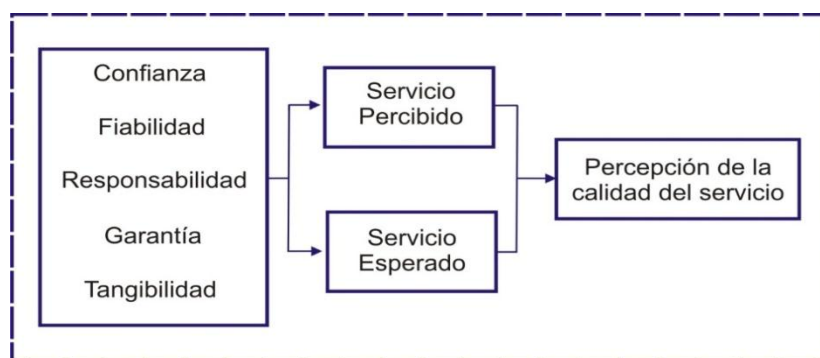 Confianza
Fiabilidad
Responsabilidad
Garantía
Tangibilidad
Servicio
Percibido
Servicio
Esperado
Percepción de la
calidad del servicio